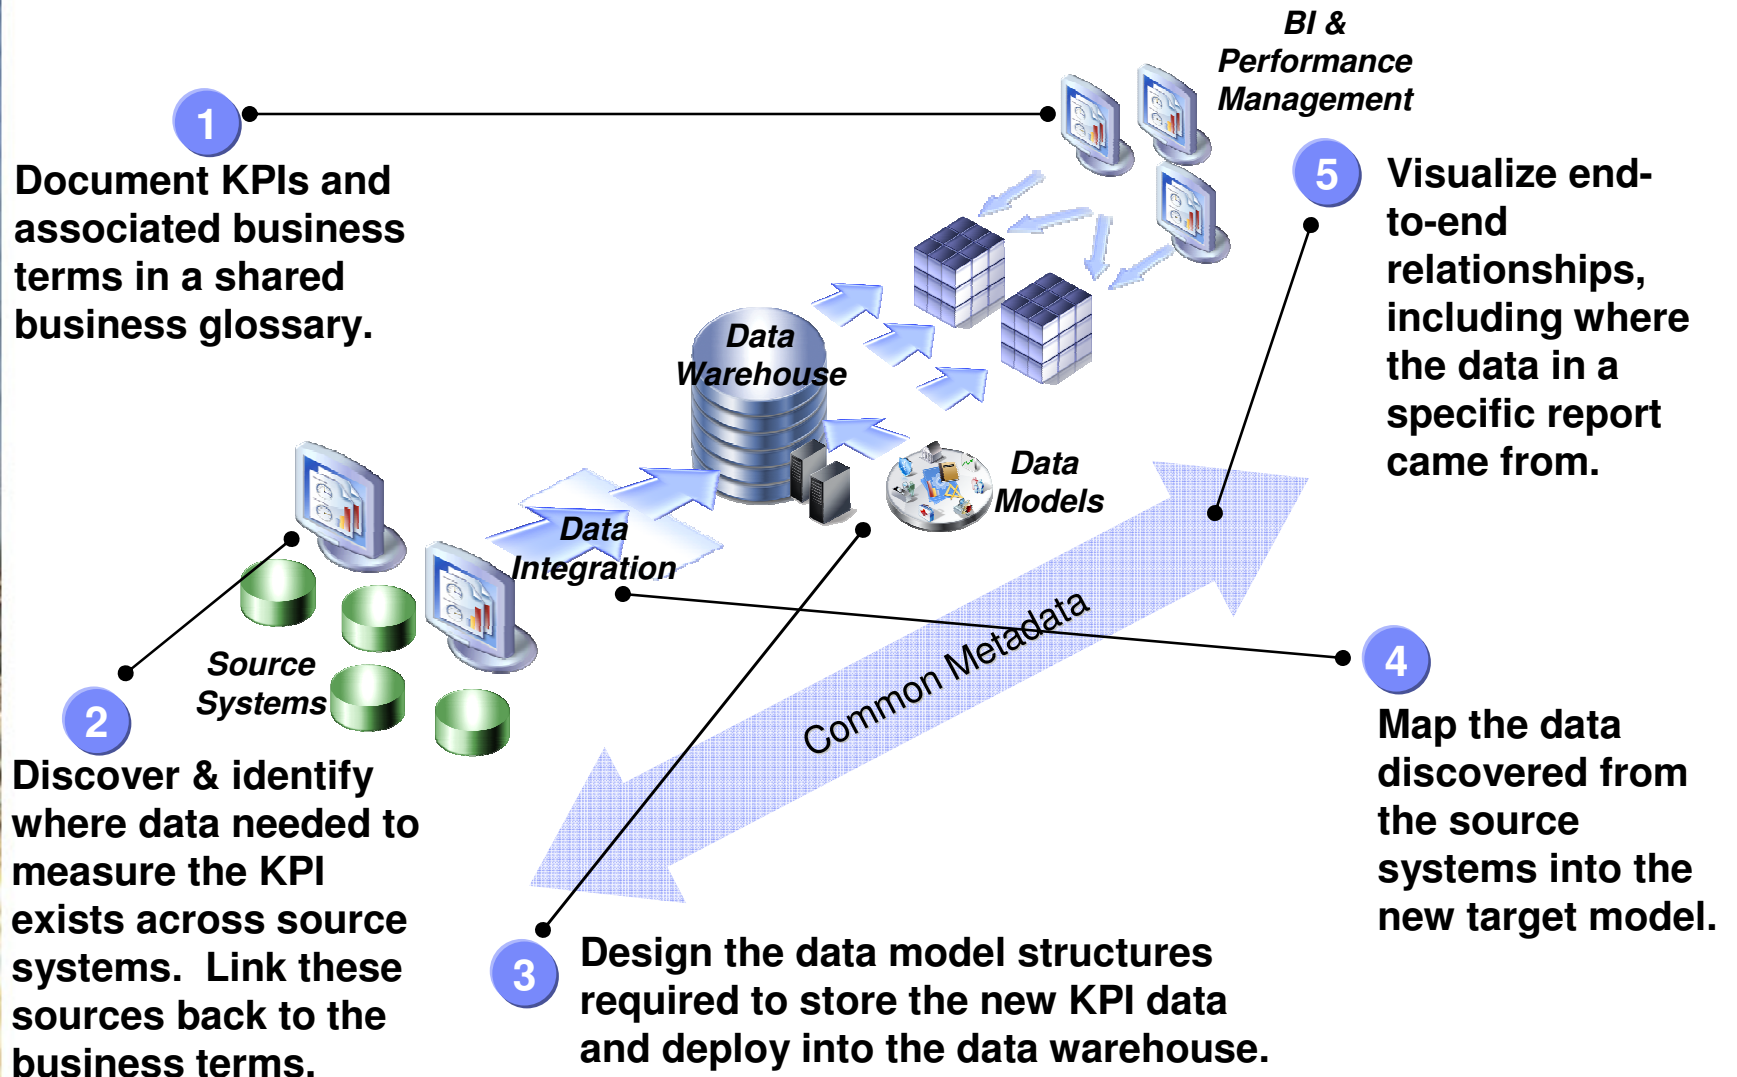 BI &
Performance
Management
1
Document KPIs and
associated business
terms in a shared
business glossary.
5
Visualize end-
to-end
relationships,
including where
the data in a
specific report
came from.
Data
Warehouse
Data
Models
Data
Integration
Source
Systems
Common Metadata
2
Discover & identify
where data needed to
measure the KPI
exists across source
systems.  Link these
sources back to the
business terms.
3
Design the data model structures
required to store the new KPI data
and deploy into the data warehouse.
4
Map the data
discovered from
the source
systems into the
new target model.